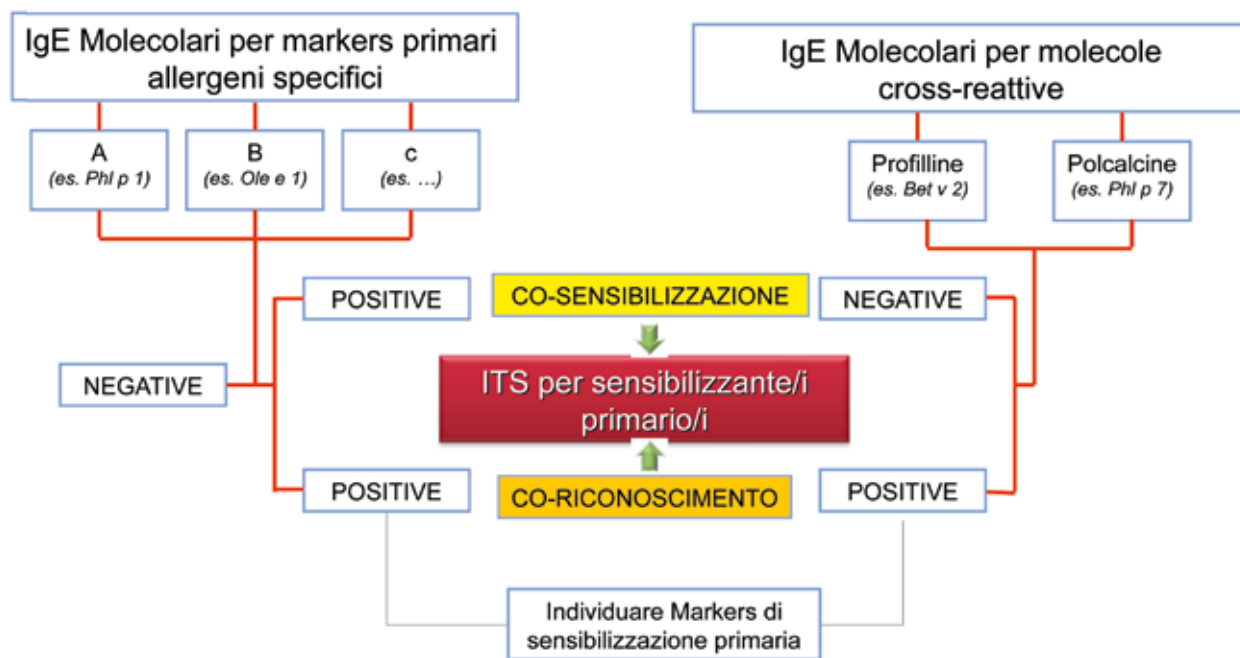 IgE Molecolari per markers primari
allergeni specifici
IgE Molecolari per molecole
cross-reattive
A
(es. Phl p 1)
B
(es. Ole e 1)
c
(es. ...)
Profilline
(es. Bet v 2)
Polcalcine
(es. Phl p 7)
POSITIVE
CO-SENSIBILIZZAZIONE
NEGATIVE
NEGATIVE
ITS per sensibilizzante/i
primario/i
POSITIVE
CO-RICONOSCIMENTO
POSITIVE
Individuare Markers di
sensibilizzazione primaria